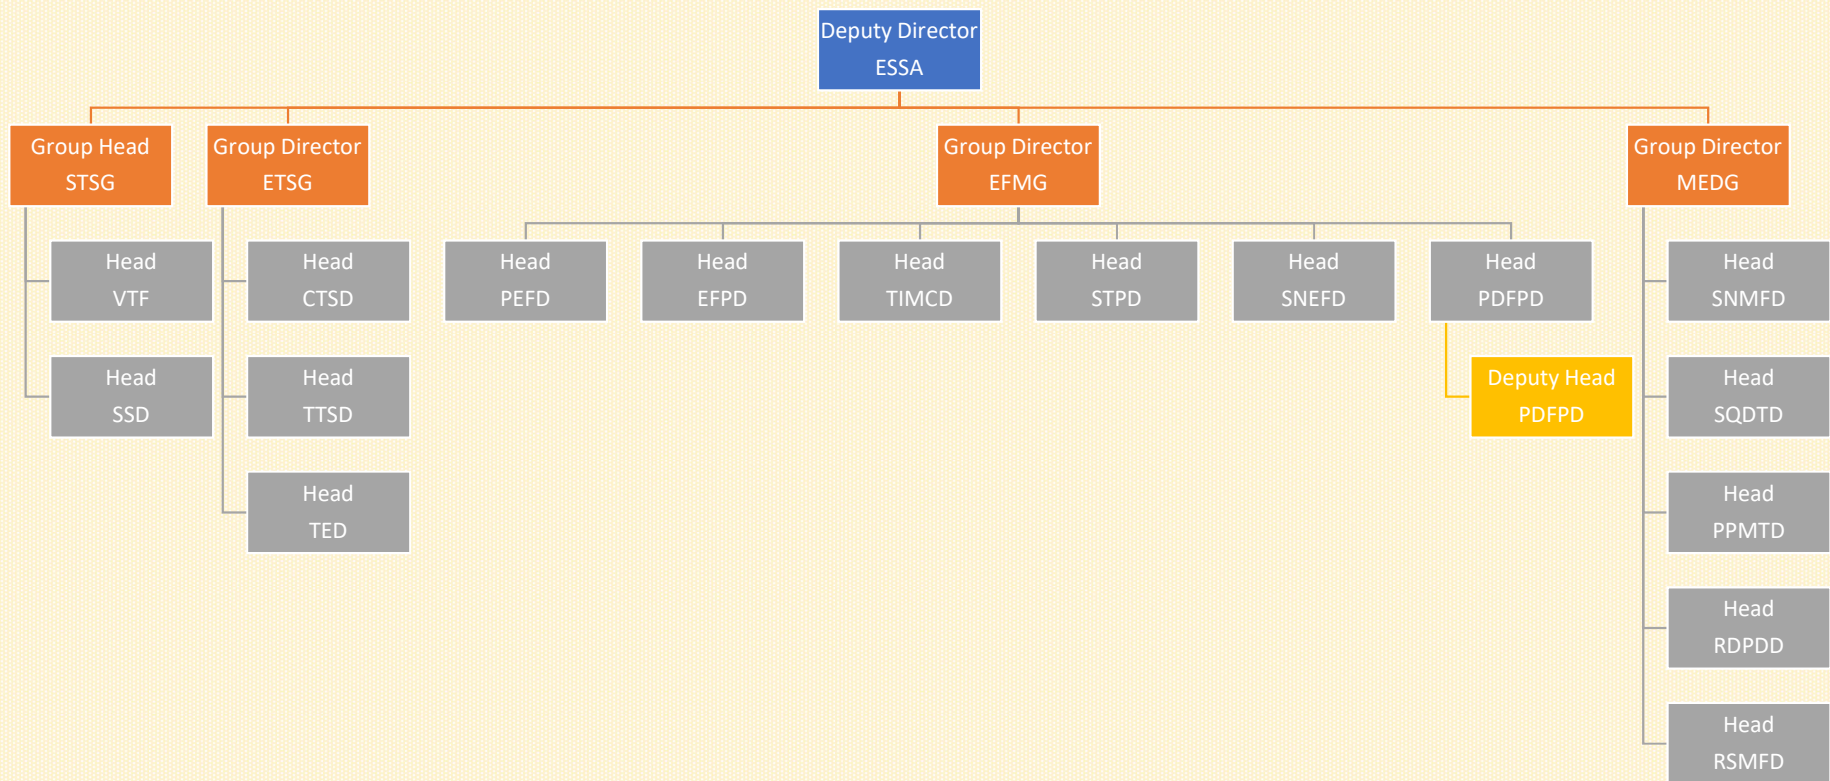 Deputy Director
ESSA
Group Head
STSG
Group Director
ETSG
Group Director
EFMG
Group Director
MEDG
Head
VTF
Head
SSD
Head
CTSD
Head
TTSD
Head
TED
Head
PEFD
Head
EFPD
Head
TIMCD
Head
STPD
Head
SNEFD
Head
PDFPD
Deputy Head
PDFPD
Head
SNMFD
Head
SQDTD
Head
PPMTD
Head
RDPDD
Head
RSMFD